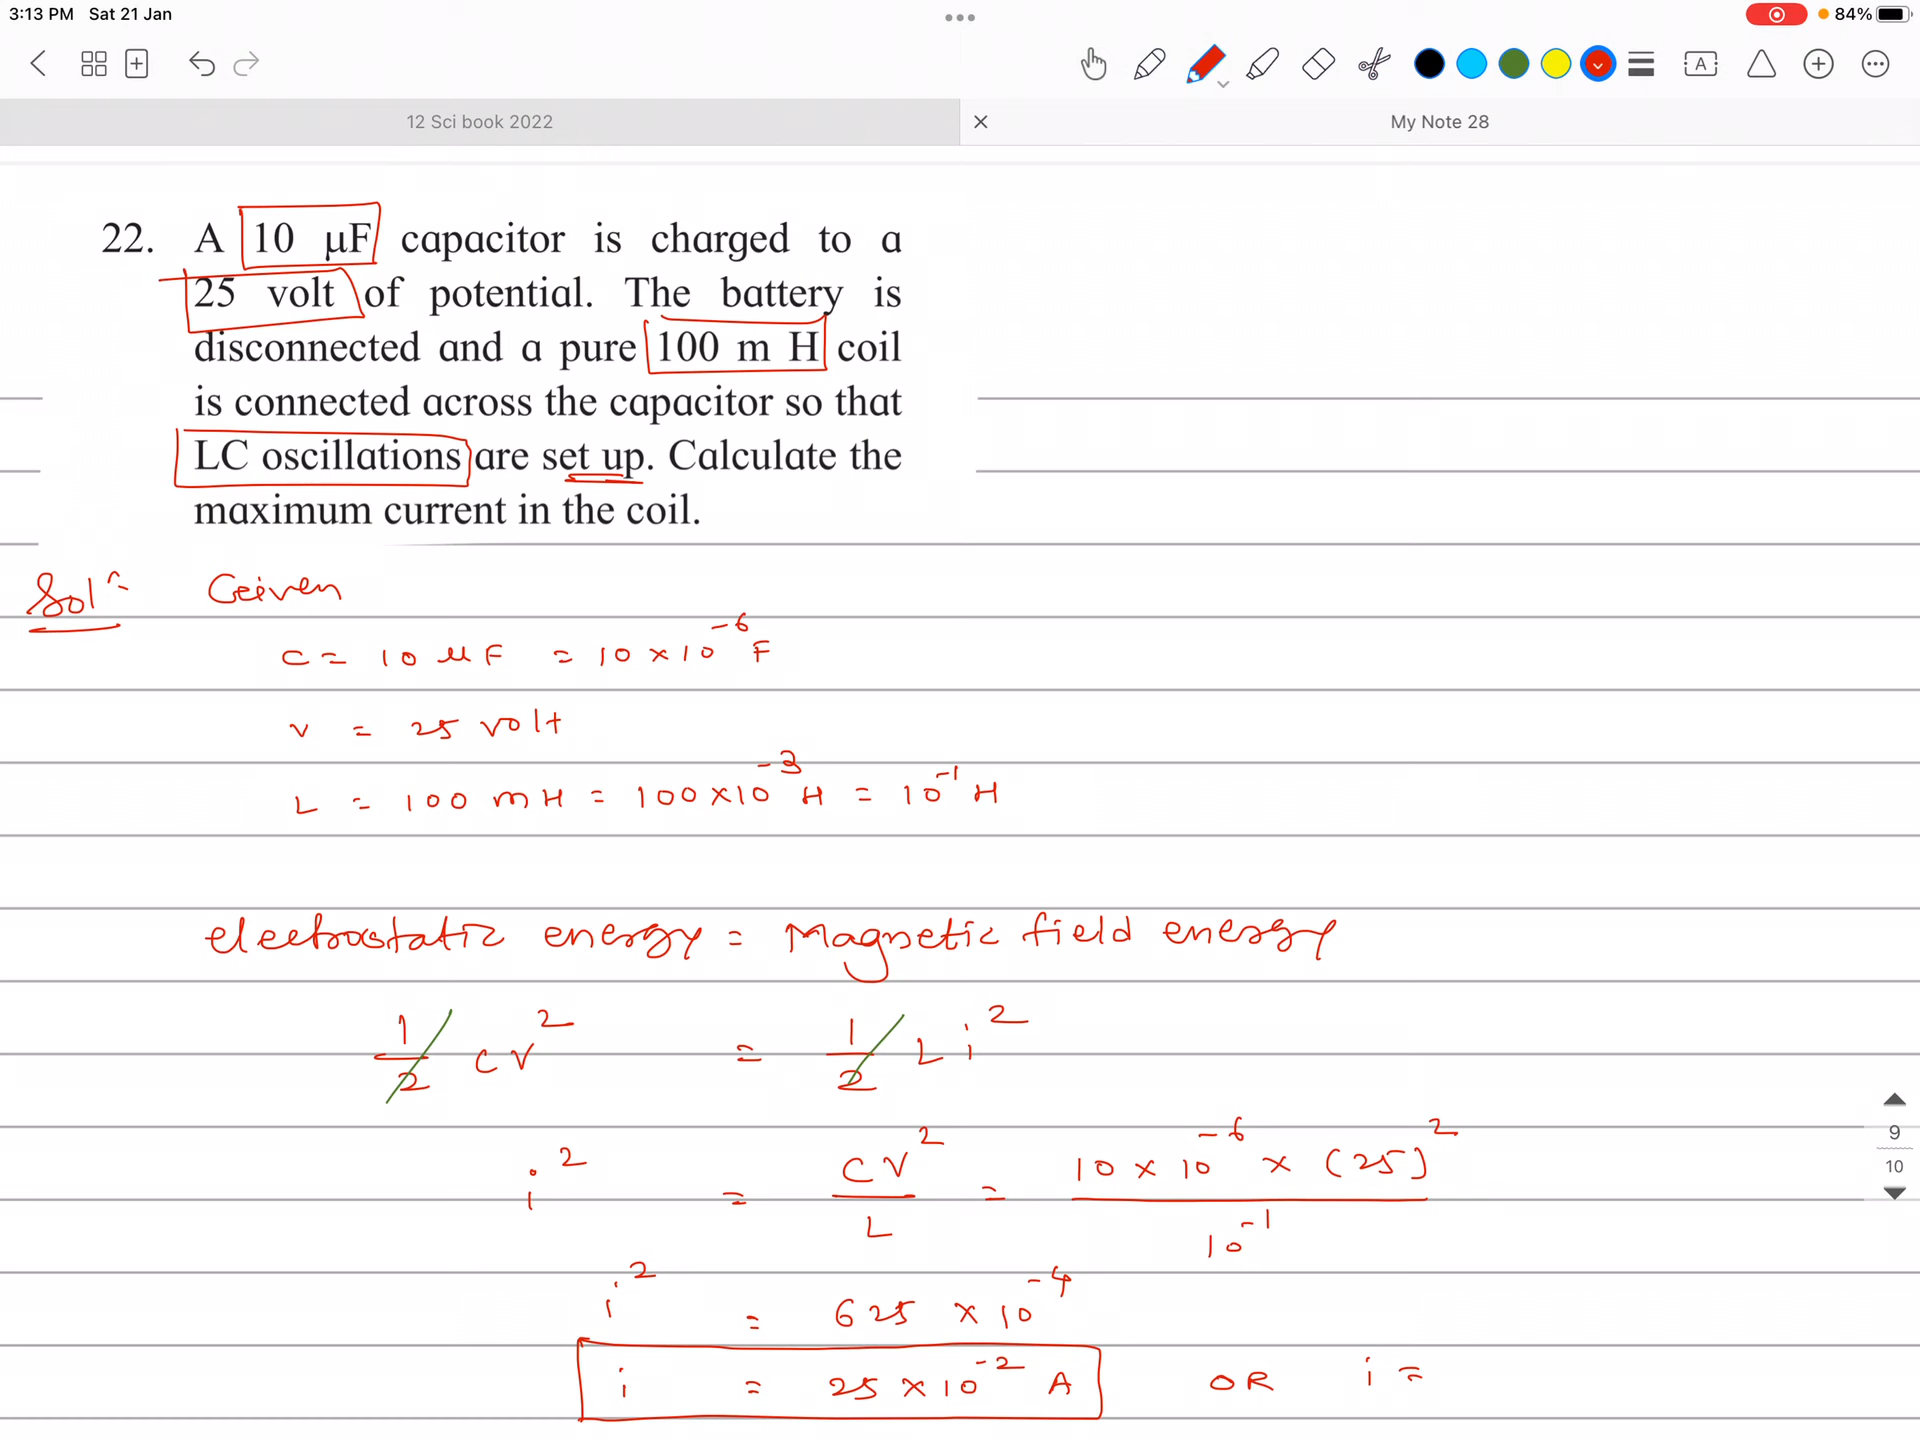 3:13 PM Sat 21 Jan
84%
A
12 Sci book 2022
My Note 28
22. A 10 μF capacitor is charged to a
25 volt of potential. The battery is
disconnected and a pure 100 m H coil
is connected across the capacitor so that
LC oscillations are set up. Calculate the
maximum current in the coil.
Solⁿ Given
C = 10 μF = 10 × 10⁻⁶ F
V = 25 volt
L = 100 mH = 100 × 10⁻³ H = 10⁻¹ H
electrostatic energy = Magnetic field energy
1/2 CV² = 1/2 Li²
i² = CV²/L = 10 × 10⁻⁶ × (25)²/10⁻¹
i² = 625 × 10⁻⁴
i = 25 × 10⁻² A OR i =
9
10